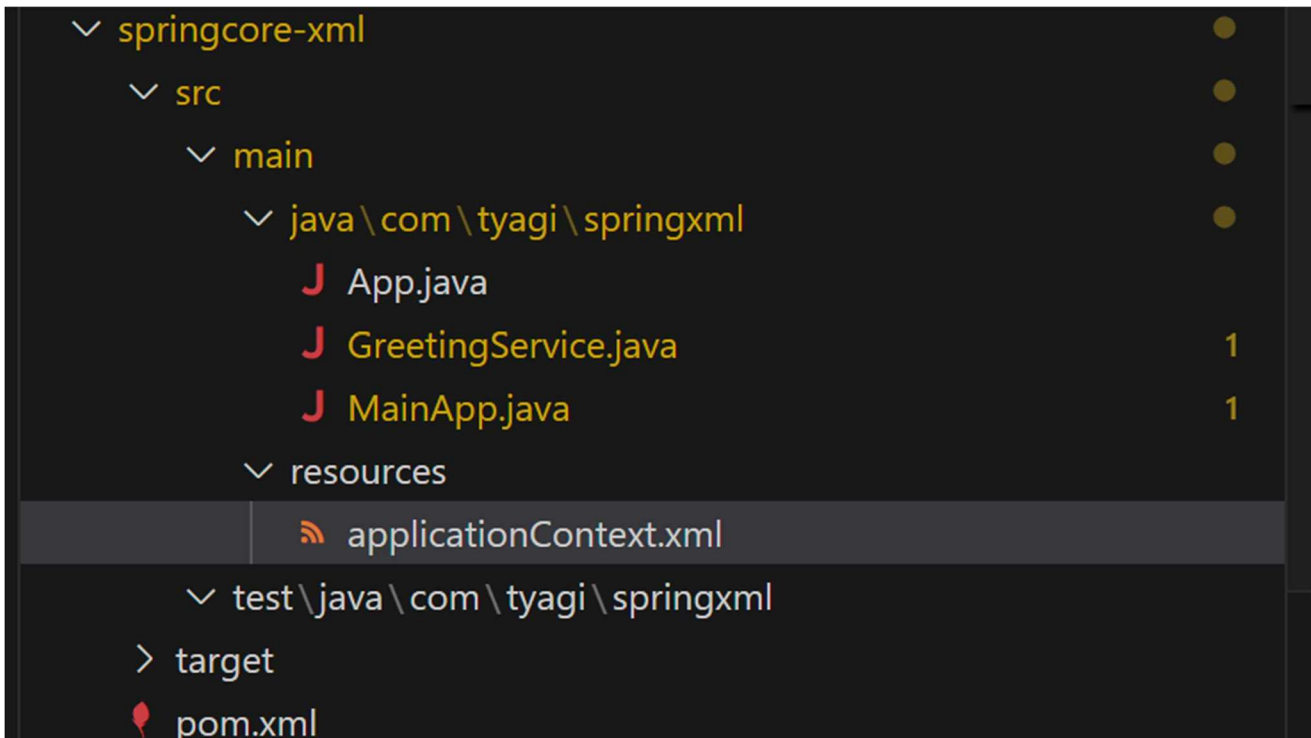 springcore-xml
src
main
java\com\tyagi\springxml
App.java
GreetingService.java 1
MainApp.java 1
resources
applicationContext.xml
test\java\com\tyagi\springxml
target
pom.xml